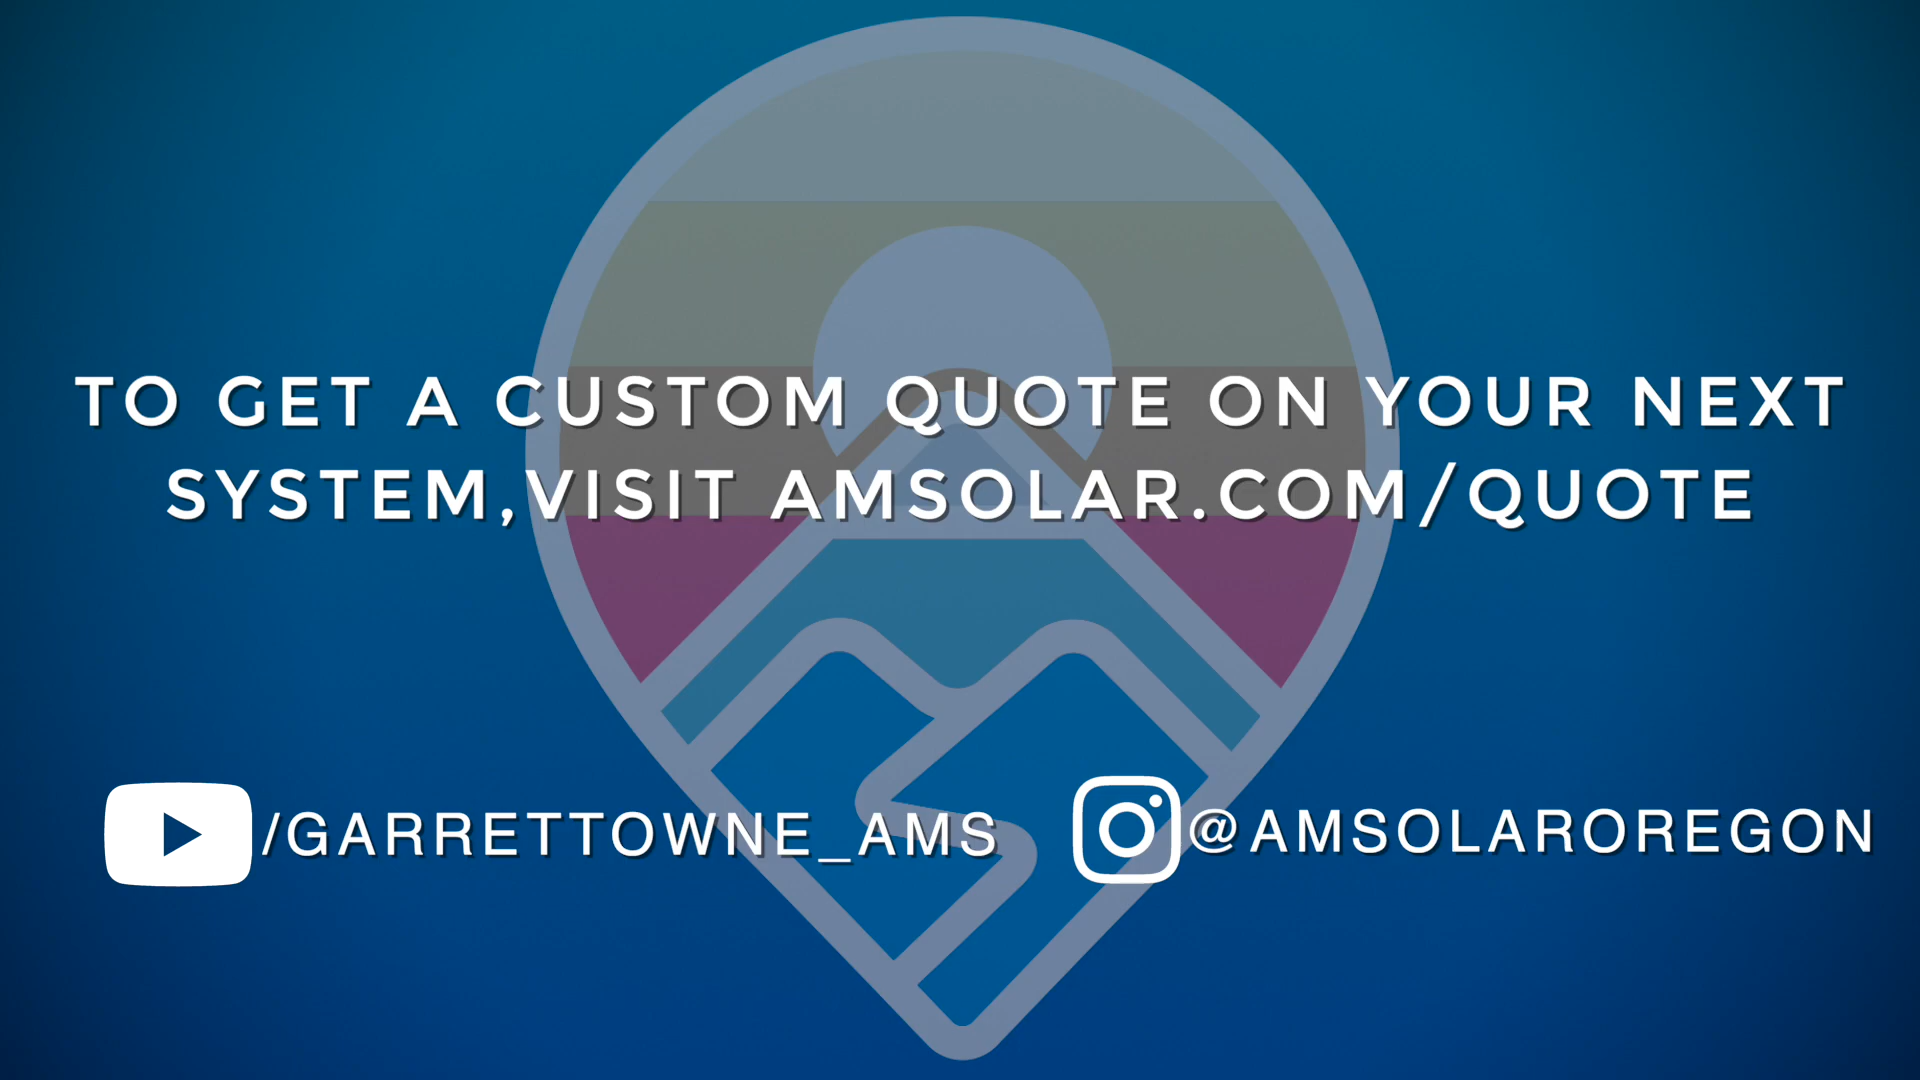 TO GET A CUSTOM QUOTE ON YOUR NEXT
SYSTEM,VISIT AMSOLAR.COM/QUOTE
/GARRETTOWNE_AMS
@AMSOLAROREGON